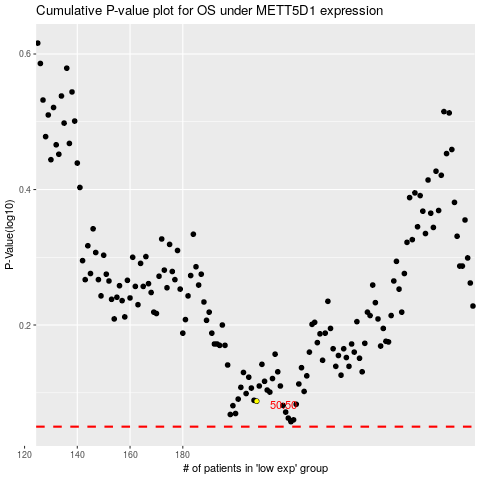 Cumulative P-value plot for OS under METT5D1 expression
P-Value(log10)
0.6
0.4
0.2
50:50
120 140 160 180
# of patients in 'low exp' group